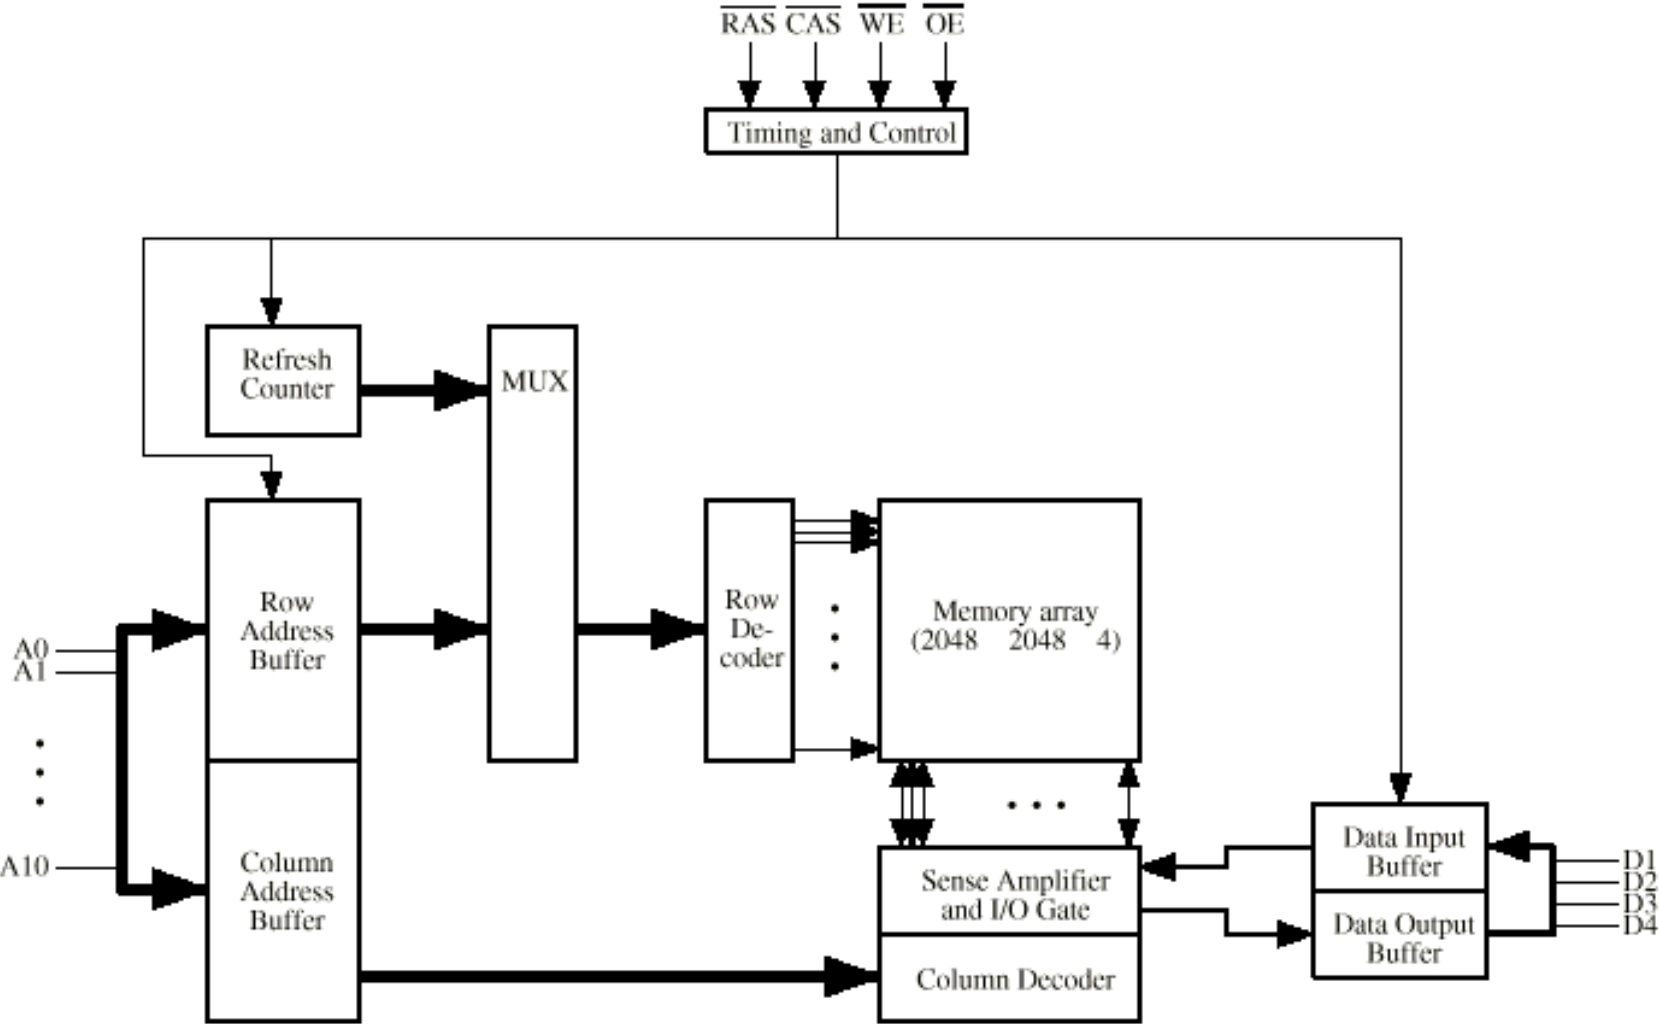 RAS CAS WE OE
Timing and Control
Refresh
Counter
MUX
Row
Address
Buffer
Row
De-
coder
Memory array
(2048 2048 4)
A0
A1
A10
Column
Address
Buffer
Sense Amplifier
and I/O Gate
Column Decoder
Data Input
Buffer
Data Output
Buffer
D1
D2
D3
D4